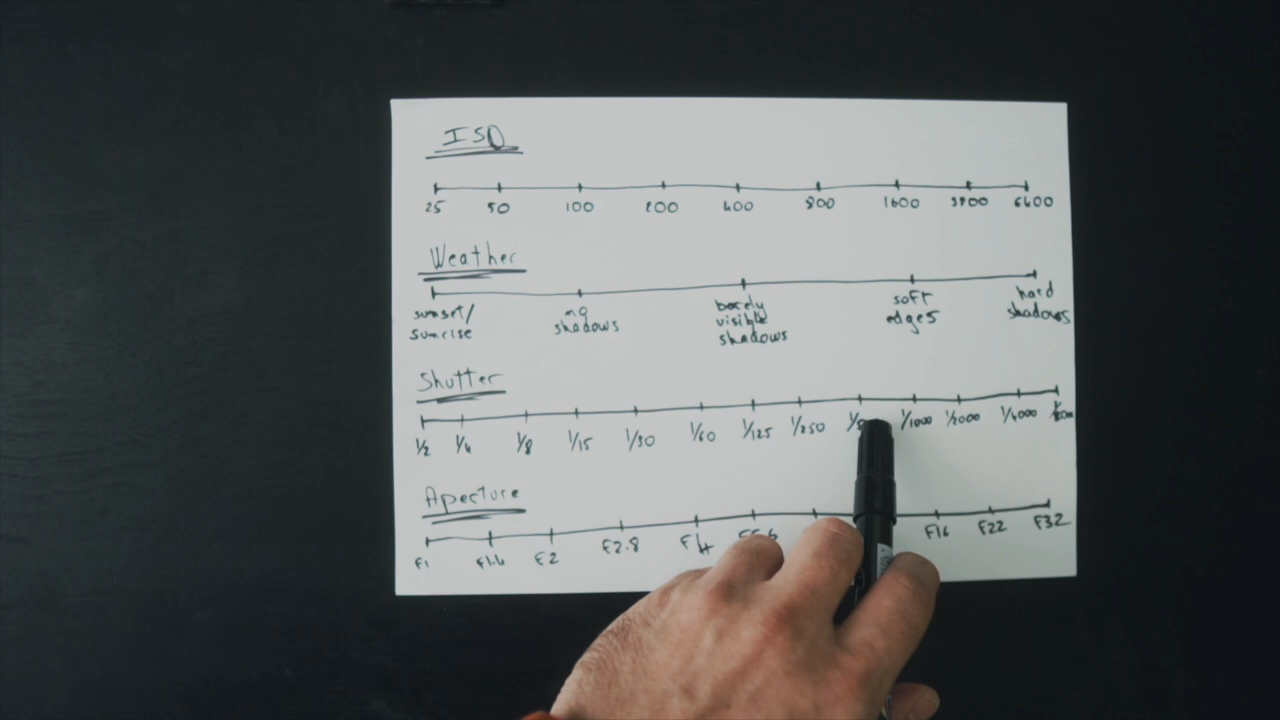 ISO
25 50 100 200 400 800 1600 3200 6400
Weather
sunset/ no barely soft hard
sunrise shadows visible edges shadows
shadows
Shutter
1/2 1/4 1/8 1/15 1/30 1/60 1/125 1/250 1/1000 1/2000 1/4000
Aperture
F1 F1.4 F2 F2.8 F4 F16 F22 F32